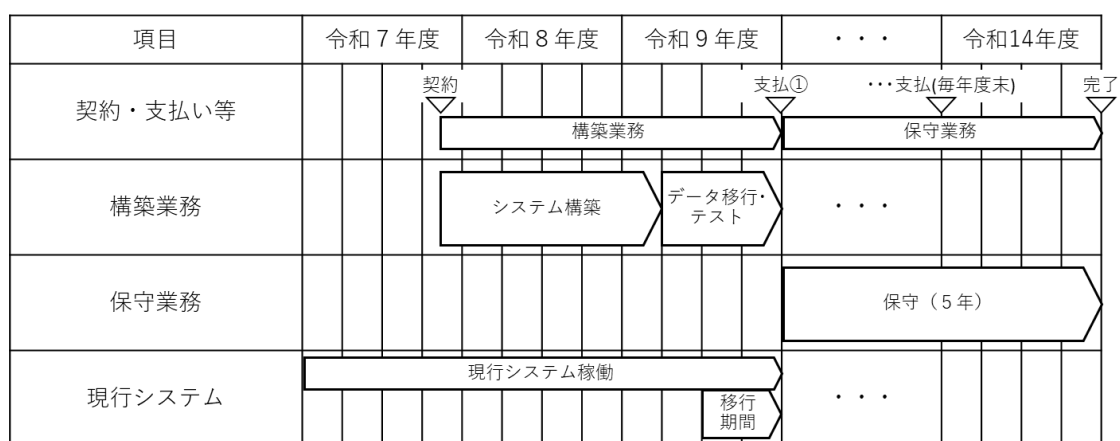 項目
令和７年度
令和８年度
令和９年度
・・・
令和14年度
契約・支払い等
契約
支払①
・・・支払(毎年度末)
完了
構築業務
保守業務
構築業務
システム構築
データ移行・
テスト
・・・
保守業務
保守（５年）
現行システム
現行システム稼働
移行
期間
・・・